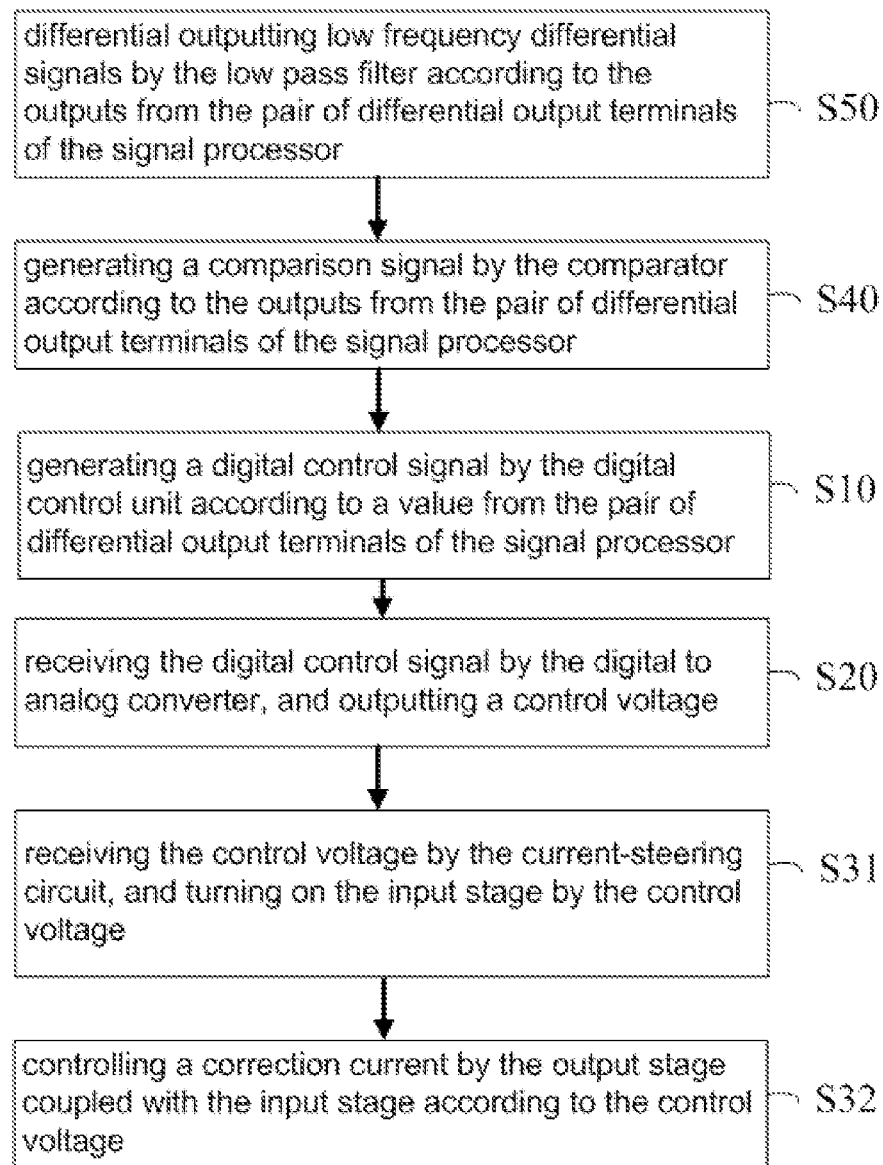 differential outputting low frequency differential
signals by the low pass filter according to the
outputs from the pair of differential output terminals
of the signal processor
S50
generating a comparison signal by the comparator
according to the outputs from the pair of differential
output terminals of the signal processor
S40
generating a digital control signal by the digital
control unit according to a value from the pair of
differential output terminals of the signal processor
S10
receiving the digital control signal by the digital to
analog converter, and outputting a control voltage
S20
receiving the control voltage by the current-steering
circuit, and turning on the input stage by the control
voltage
S31
controlling a correction current by the output stage
coupled with the input stage according to the control
voltage
S32